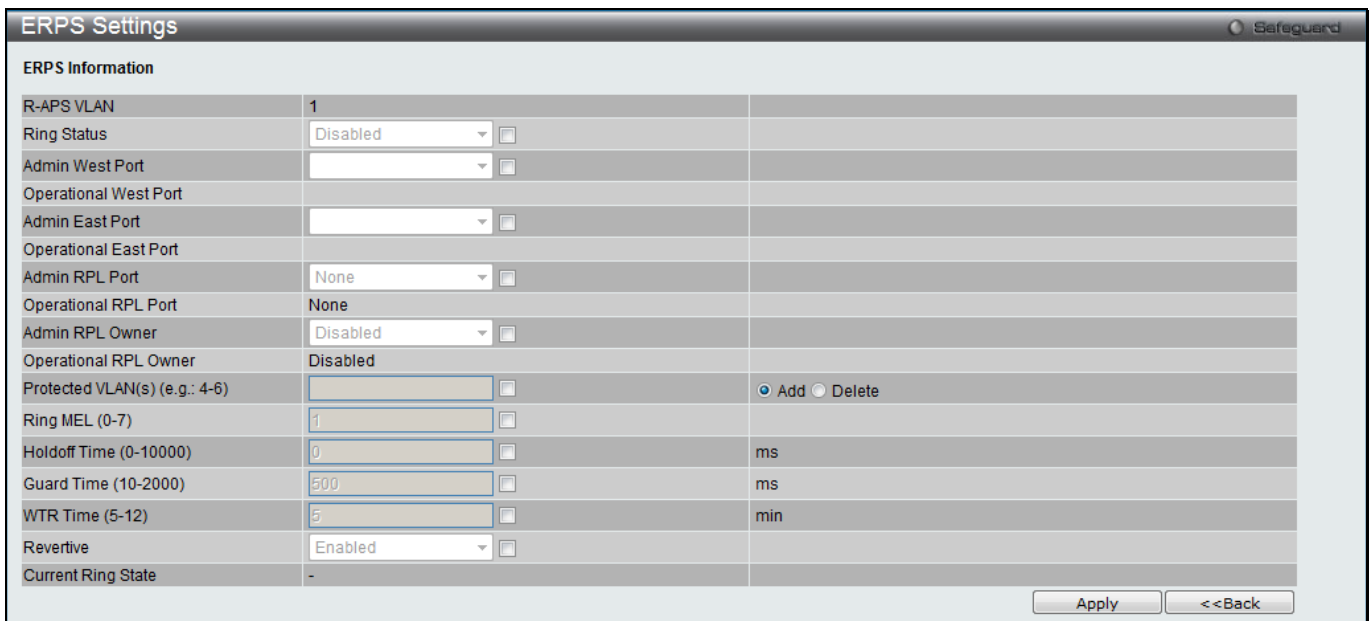 ERPS Settings
Safeguard
ERPS Information
R-APS VLAN 1
Ring Status Disabled
Admin West Port
Operational West Port
Admin East Port
Operational East Port
Admin RPL Port None
Operational RPL Port None
Admin RPL Owner Disabled
Operational RPL Owner Disabled
Protected VLAN(s) (e.g.: 4-6) Add Delete
Ring MEL (0-7) 1
Holdoff Time (0-10000) 0 ms
Guard Time (10-2000) 500 ms
WTR Time (5-12) 5 min
Revertive Enabled
Current Ring State -
Apply <<Back